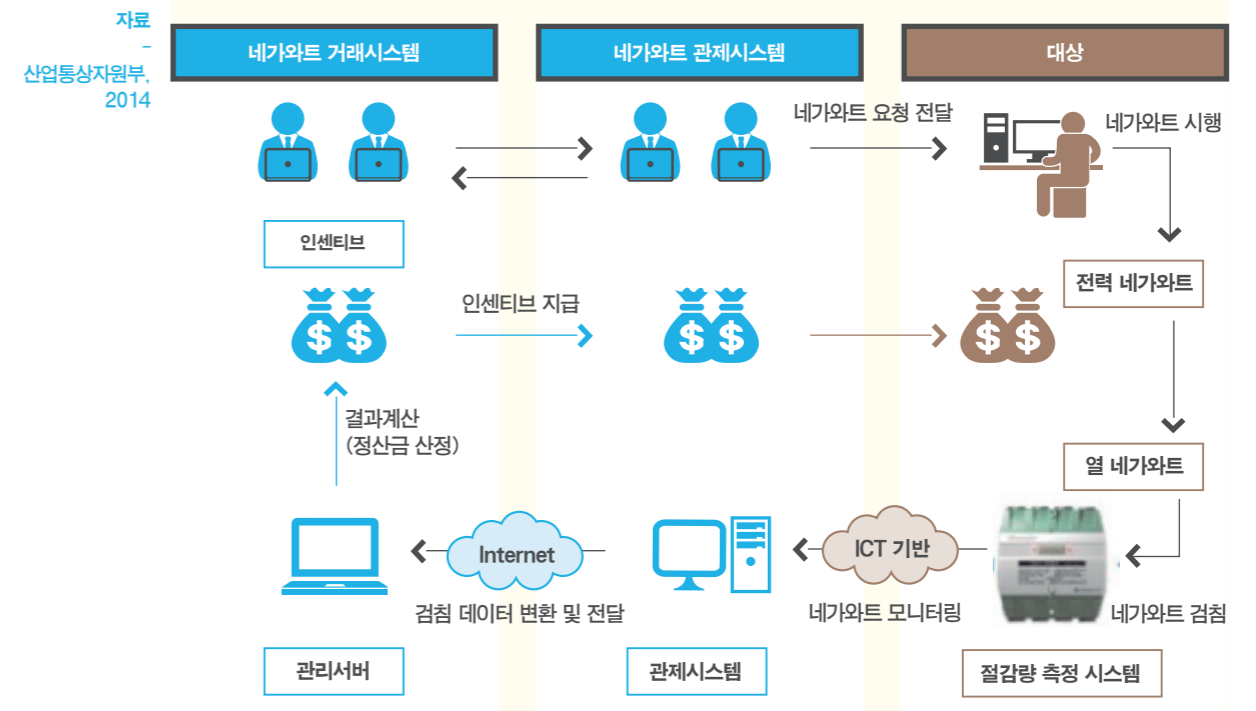 자료
–
산업통상자원부,
2014
네가와트 거래시스템
네가와트 관제시스템
대상
네가와트 요청 전달
네가와트 시행
인센티브
전력 네가와트
인센티브 지급
$ $
$ $
$ $
결과계산
(정산금 산정)
열 네가와트
Internet
ICT 기반
검침 데이터 변환 및 전달
네가와트 모니터링
네가와트 검침
관리서버
관제시스템
절감량 측정 시스템